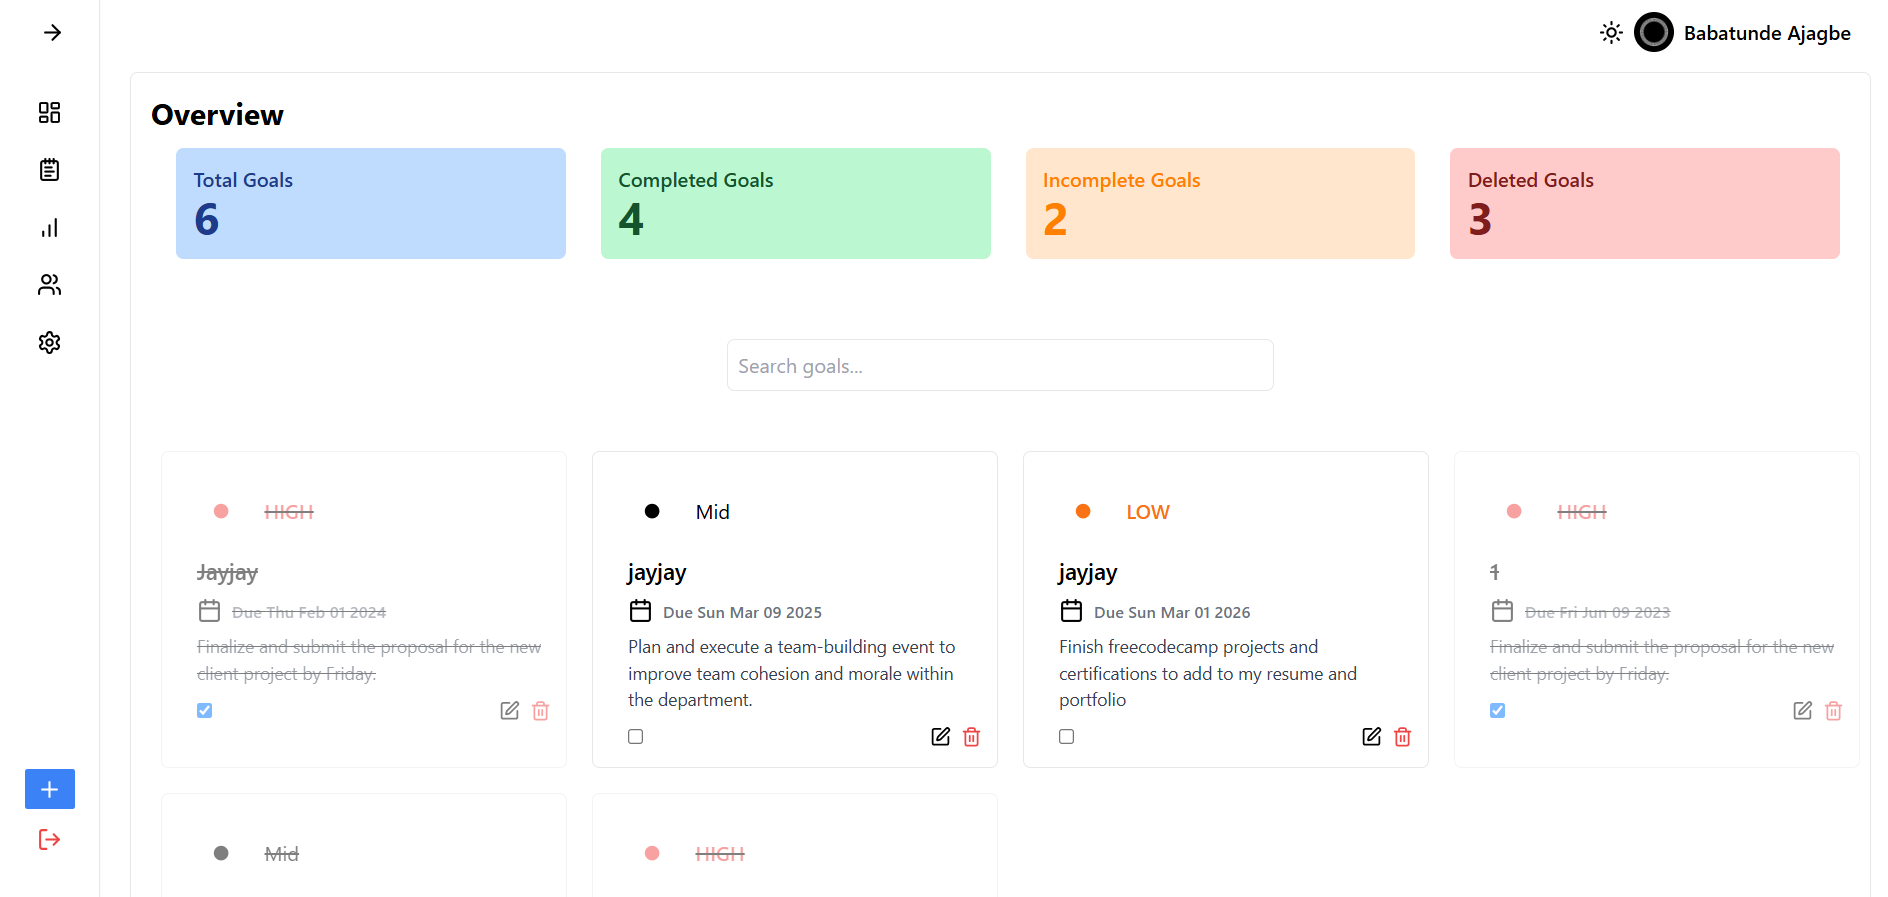 Babatunde Ajagbe
Overview
Total Goals
6
Completed Goals
4
Incomplete Goals
2
Deleted Goals
3
Search goals...
HIGH
Jayjay
Due Thu Feb 01 2024
Finalize and submit the proposal for the new
client project by Friday.
Mid
jayjay
Due Sun Mar 09 2025
Plan and execute a team-building event to
improve team cohesion and morale within
the department.
LOW
jayjay
Due Sun Mar 01 2026
Finish freecodecamp projects and
certifications to add to my resume and
portfolio
HIGH
1
Due Fri Jun 09 2023
Finalize and submit the proposal for the new
client project by Friday.
Mid
HIGH